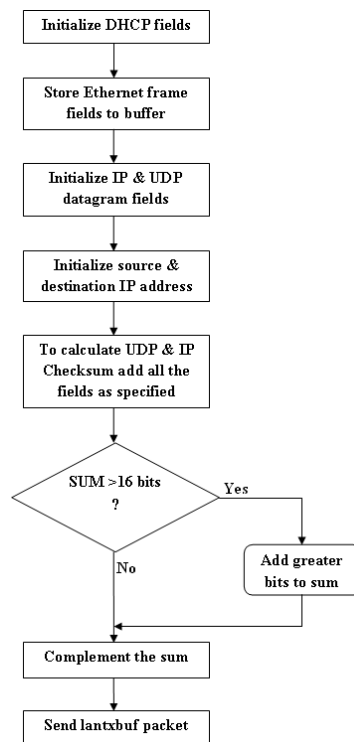 Initialize DHCP fields
Store Ethernet frame
fields to buffer
Initialize IP & UDP
datagram fields
Initialize source &
destination IP address
To calculate UDP & IP
Checksum add all the
fields as specified
SUM >16 bits
?
Yes
Add greater
bits to sum
No
Complement the sum
Send lantxbuf packet